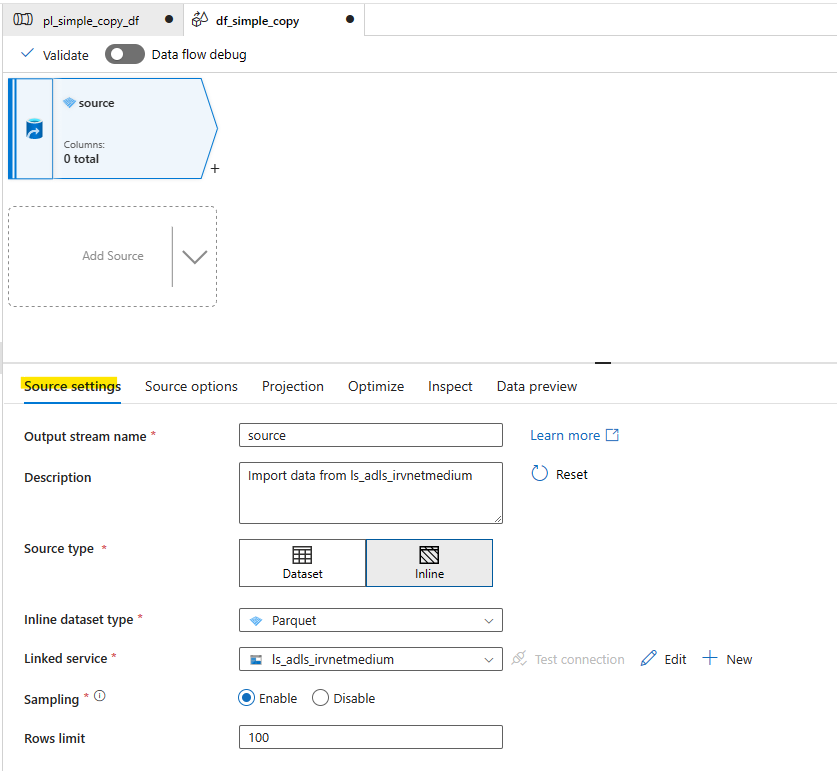 pl_simple_copy_df
df_simple_copy
Validate
Data flow debug
source
Columns:
0 total
+
Add Source
Source settings
Source options
Projection
Optimize
Inspect
Data preview
Output stream name *
source
Learn more
Description
Import data from ls_adls_irvnetmedium
Reset
Source type *
Dataset
Inline
Inline dataset type *
Parquet
Linked service *
ls_adls_irvnetmedium
Test connection
Edit
New
Sampling *
Enable
Disable
Rows limit
100